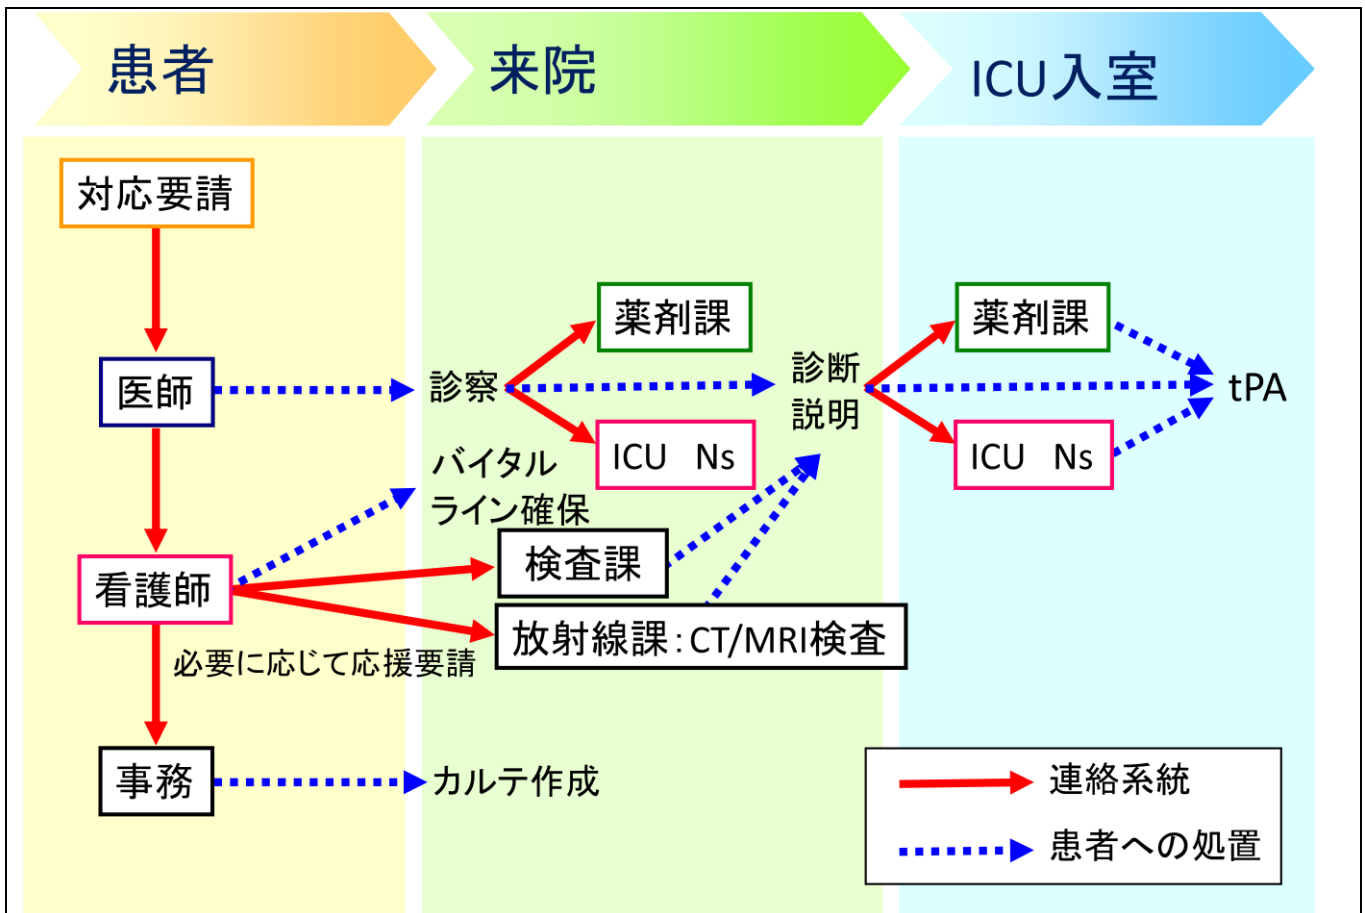 患者
来院
ICU入室
対応要請
医師
看護師
必要に応じて応援要請
事務
診察
薬剤課
ICU Ns
バイタル
ライン確保
検査課
放射線課：CT/MRI検査
カルテ作成
診断
説明
薬剤課
ICU Ns
tPA
連絡系統
患者への処置